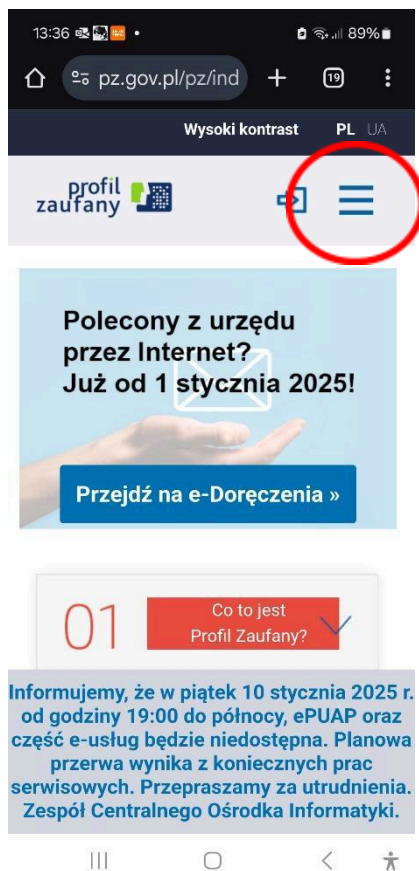 13:36
89%
pz.gov.pl/pz/ind
19
Wysoki kontrast PL UA
profil
zaufany
Polecony z urzędu
przez Internet?
Już od 1 stycznia 2025!
Przejdź na e-Doręczenia »
01
Co to jest
Profil Zaufany?
Informujemy, że w piątek 10 stycznia 2025 r.
od godziny 19:00 do północy, ePUAP oraz
część e-usług będzie niedostępna. Planowa
przerwa wynika z koniecznych prac
serwisowych. Przepraszamy za utrudnienia.
Zespół Centralnego Ośrodka Informatyki.